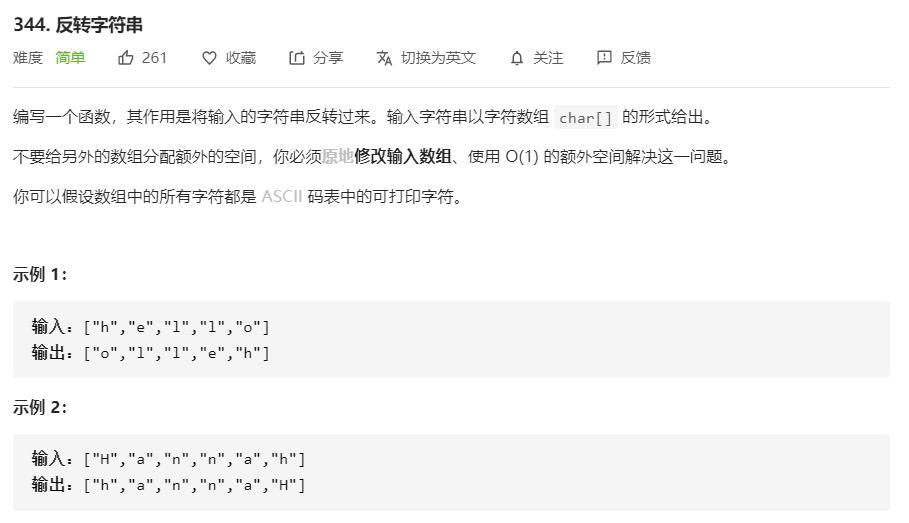 344. 反转字符串
难度 简单 261 收藏 分享 切换为英文 关注 反馈
编写一个函数，其作用是将输入的字符串反转过来。输入字符串以字符数组 char[] 的形式给出。
不要给另外的数组分配额外的空间，你必须原地修改输入数组、使用 O(1) 的额外空间解决这一问题。
你可以假设数组中的所有字符都是 ASCII 码表中的可打印字符。
示例 1：
输入：["h","e","l","l","o"]
输出：["o","l","l","e","h"]
示例 2：
输入：["H","a","n","n","a","h"]
输出：["h","a","n","n","a","H"]